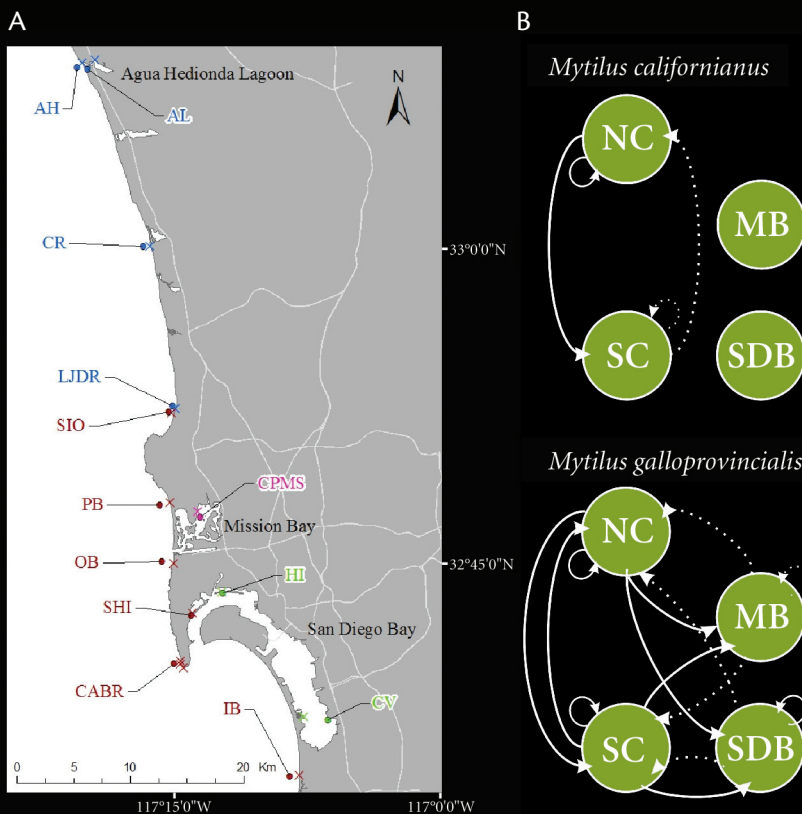 A
Agua Hedionda Lagoon
N
AH
AL
CR
33°0'0"N
LJDR
SIO
CPMS
PB
Mission Bay
OB
32°45'0"N
HI
SHI
San Diego Bay
CABR
IB
CV
0 5 10 20 Km
117°15'0"W 117°0'0"W
B
Mytilus californianus
NC
MB
SC
SDB
Mytilus galloprovincialis
NC
MB
SC
SDB